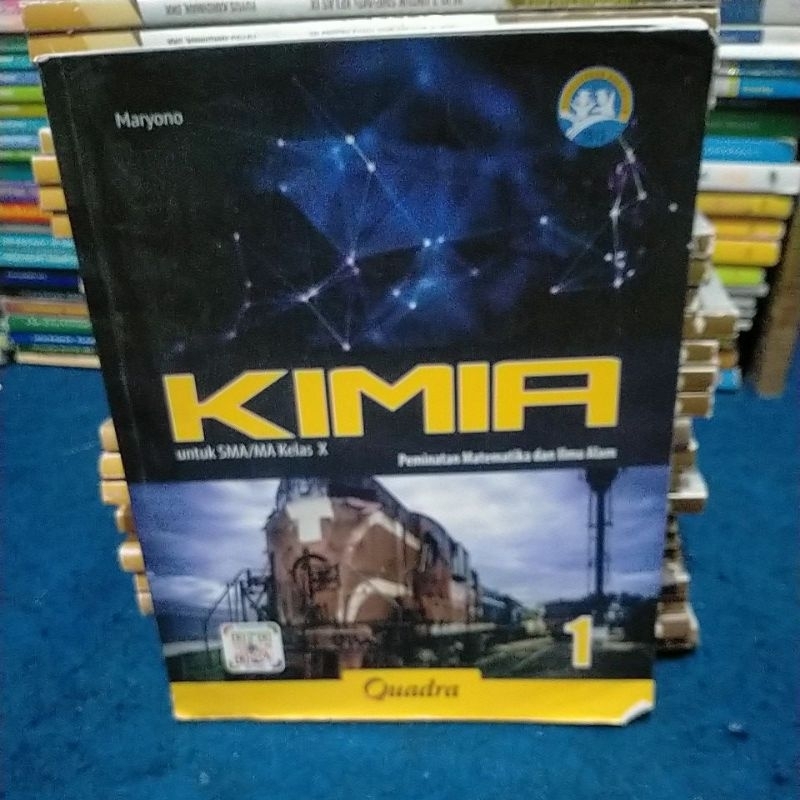 Maryono
KIMIA
untuk SMA/MA Kelas X
Peminatan Matematika dan Ilmu Alam
1
Quadra